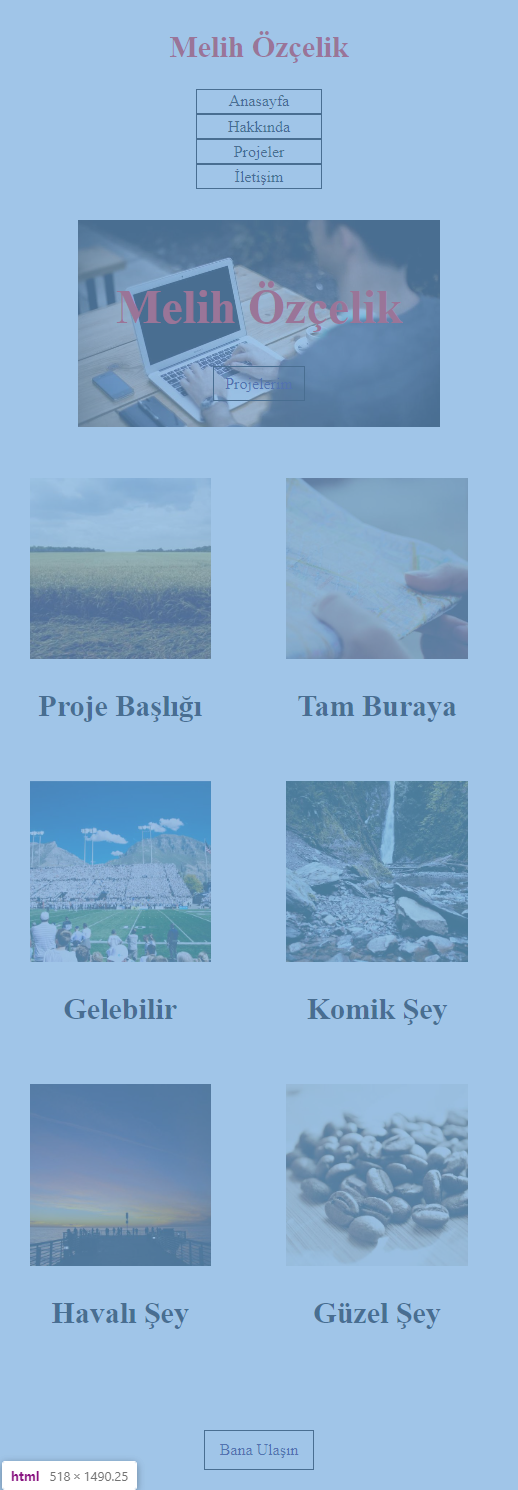 Melih Özçelik
Anasayfa
Hakkında
Projeler
İletişim
Melih Özçelik
Projelerim
Proje Başlığı
Tam Buraya
Gelebilir
Komik Şey
Havalı Şey
Güzel Şey
Bana Ulaşın
html 518 × 1490.25